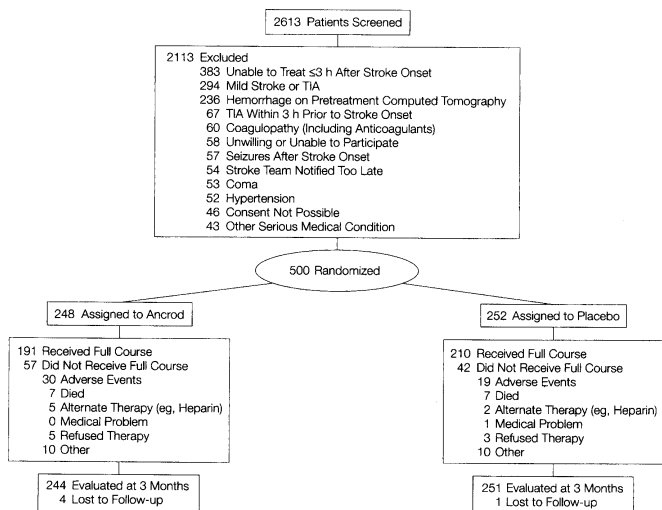 2613 Patients Screened
2113 Excluded
383 Unable to Treat ≤3 h After Stroke Onset
294 Mild Stroke or TIA
236 Hemorrhage on Pretreatment Computed Tomography
67 TIA Within 3 h Prior to Stroke Onset
60 Coagulopathy (Including Anticoagulants)
58 Unwilling or Unable to Participate
57 Seizures After Stroke Onset
54 Stroke Team Notified Too Late
53 Coma
52 Hypertension
46 Consent Not Possible
43 Other Serious Medical Condition
500 Randomized
248 Assigned to Ancrod
191 Received Full Course
57 Did Not Receive Full Course
30 Adverse Events
7 Died
5 Alternate Therapy (eg, Heparin)
0 Medical Problem
5 Refused Therapy
10 Other
244 Evaluated at 3 Months
4 Lost to Follow-up
252 Assigned to Placebo
210 Received Full Course
42 Did Not Receive Full Course
19 Adverse Events
7 Died
2 Alternate Therapy (eg, Heparin)
1 Medical Problem
3 Refused Therapy
10 Other
251 Evaluated at 3 Months
1 Lost to Follow-up